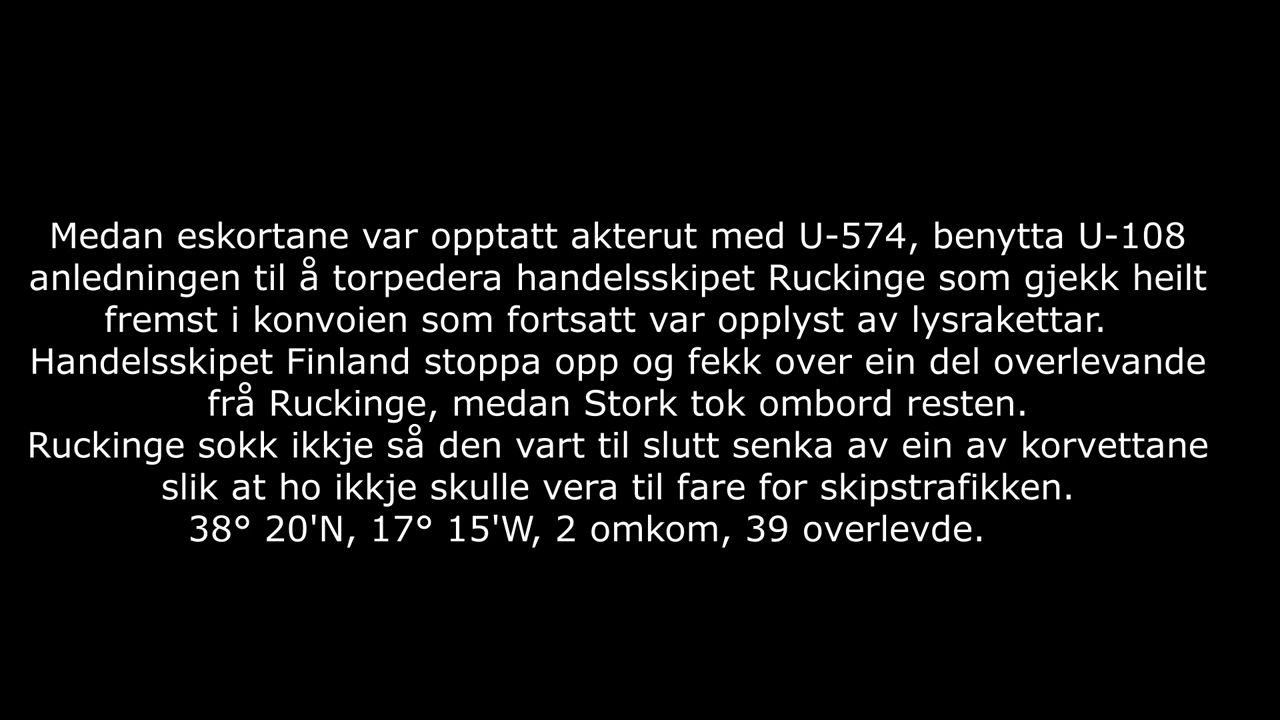 Medan eskortane var opptatt akterut med U-574, benytta U-108
anledningen til å torpedera handelsskipet Ruckinge som gjekk heilt
fremst i konvoien som fortsatt var opplyst av lysrakettar.
Handelsskipet Finland stoppa opp og fekk over ein del overlevande
frå Ruckinge, medan Stork tok ombord resten.
Ruckinge sokk ikkje så den vart til slutt senka av ein av korvettane
slik at ho ikkje skulle vera til fare for skipstrafikken.
38° 20'N, 17° 15'W, 2 omkom, 39 overlevde.